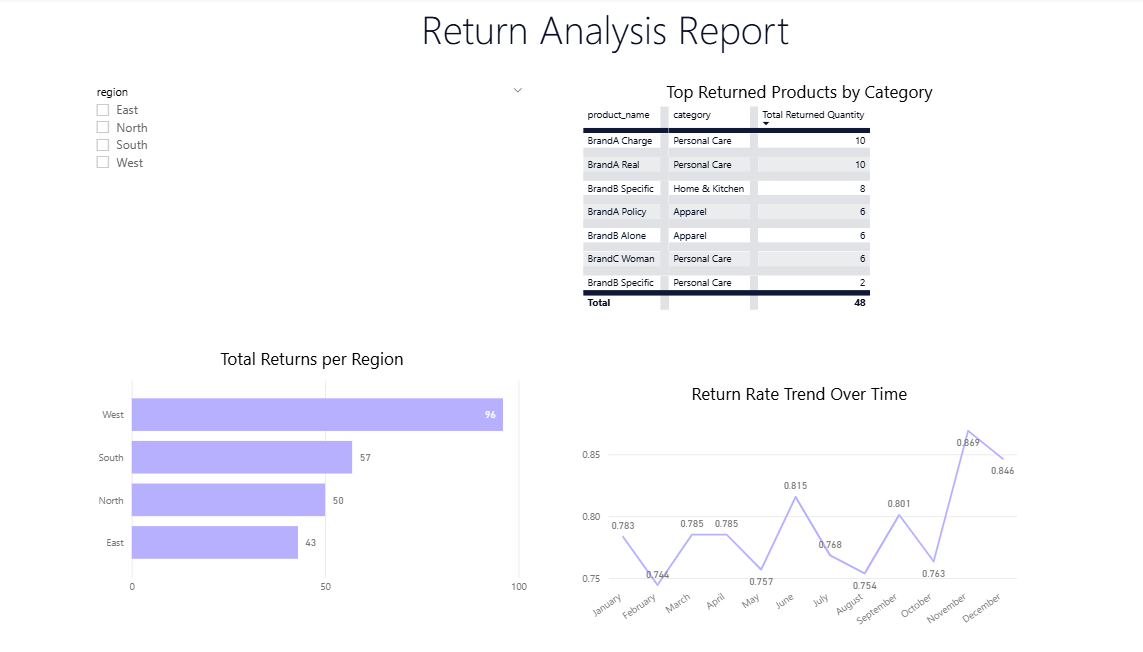 Return Analysis Report
region
East
North
South
West
Top Returned Products by Category
product_name category Total Returned Quantity
BrandA Charge Personal Care 10
BrandA Real Personal Care 10
BrandB Specific Home & Kitchen 8
BrandA Policy Apparel 6
BrandB Alone Apparel 6
BrandC Woman Personal Care 6
BrandB Specific Personal Care 2
Total 48
Total Returns per Region
West 96
South 57
North 50
East 43
0 50 100
Return Rate Trend Over Time
0.85
0.80
0.75
0.783
0.744
0.785
0.785
0.757
0.815
0.768
0.754
0.801
0.763
0.869
0.846
January February March April May June July August September October November December